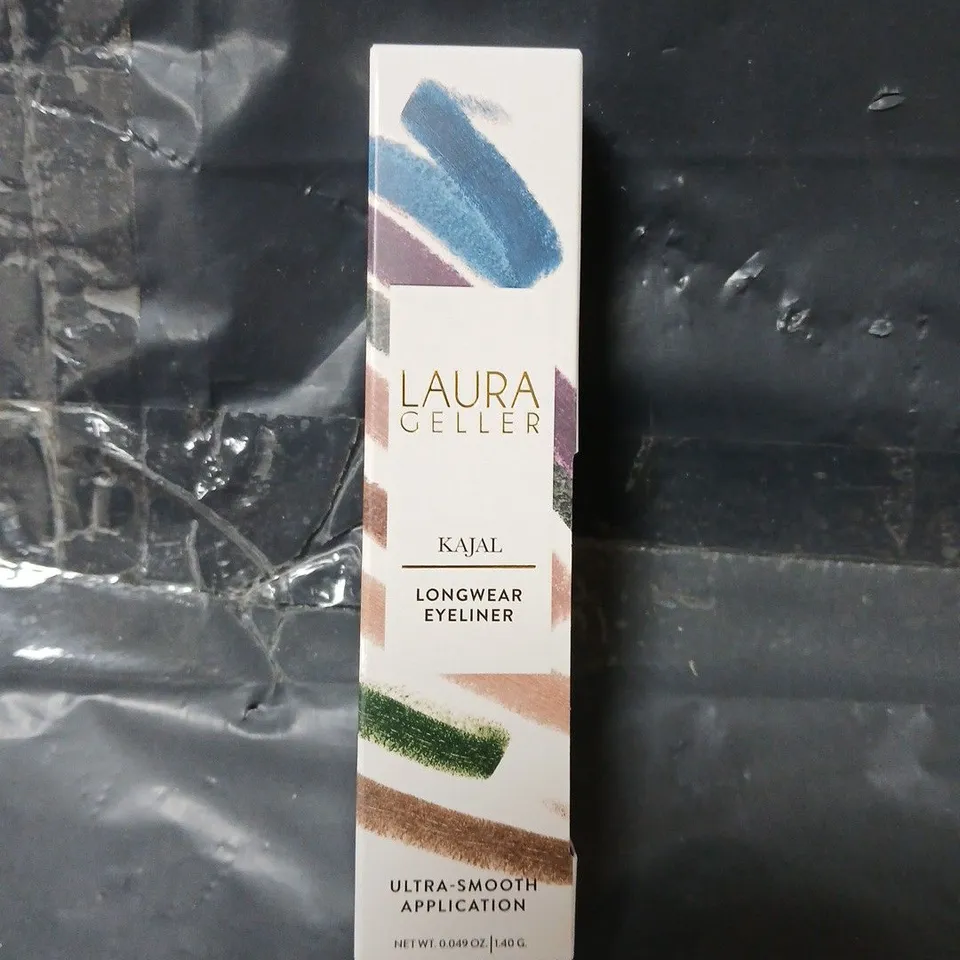 LAURA
GELLER
KAJAL
LONGWEAR
EYELINER
ULTRA-SMOOTH
APPLICATION
NET WT. 0.049 OZ. | 1.40 G.